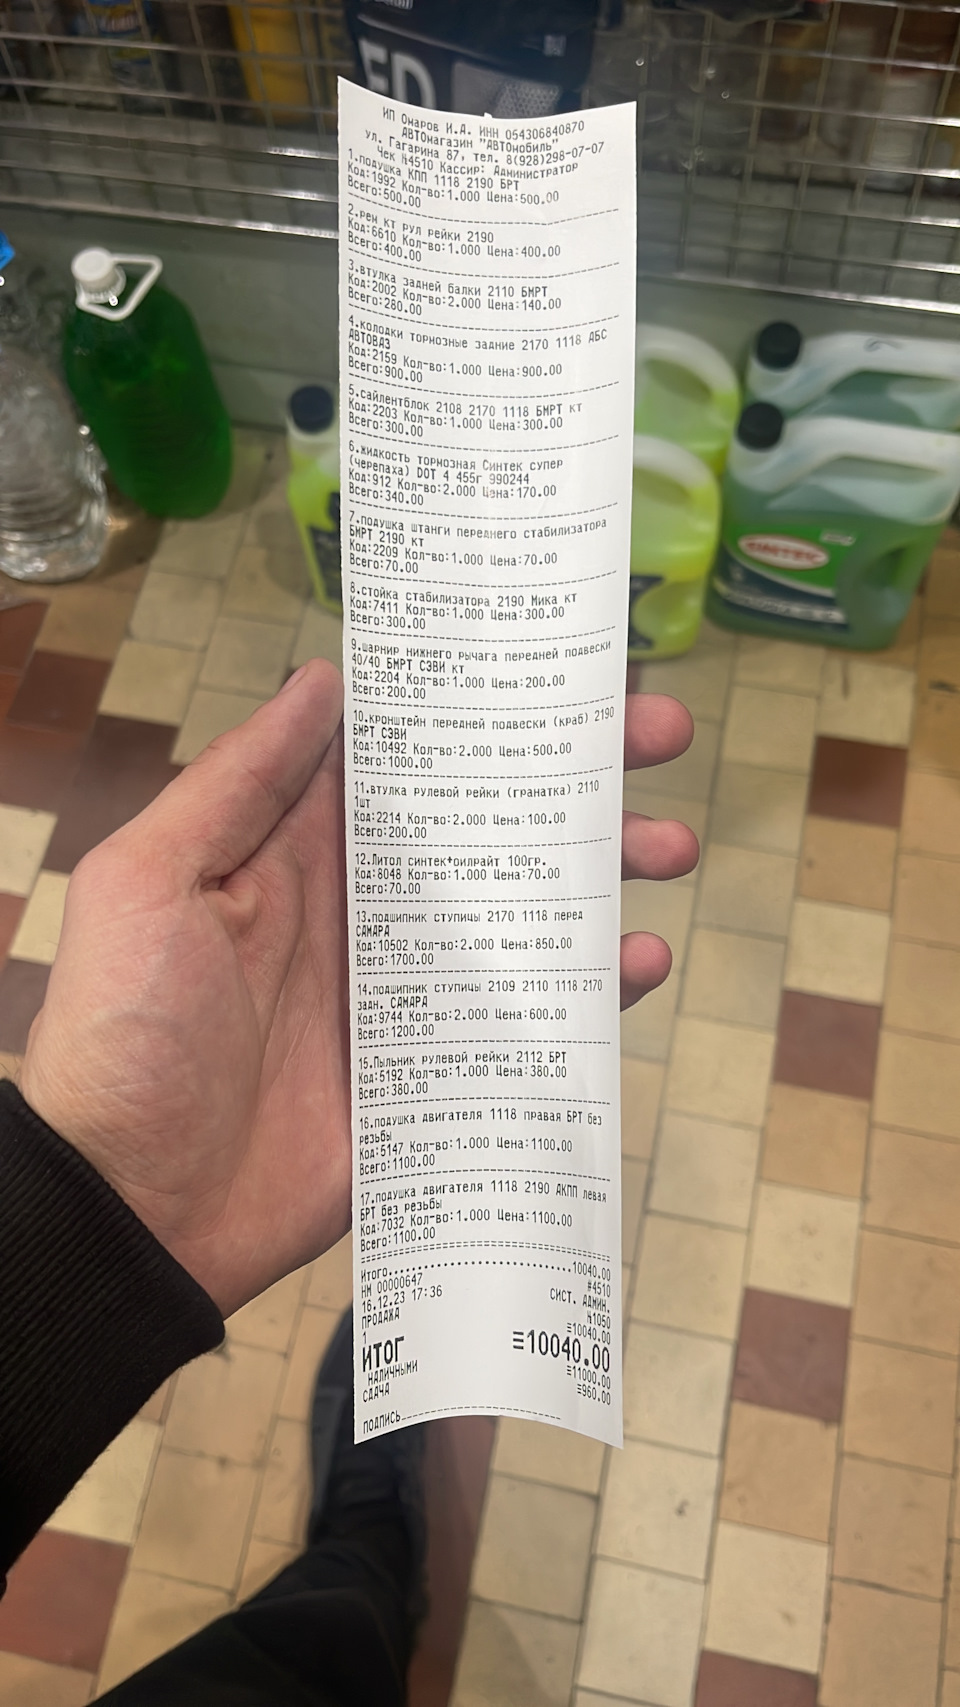 ED
ИП Омаров И.А. ИНН 054306840870
АВТОмагазин "АВТОмобиль"
ул. Гагарина 87, тел. 8(928)298-07-07
Чек №4510 Кассир: Администратор
1.подушка КПП 1118 2190 БРТ
Код:1992 Кол-во:1.000 Цена:500.00
Всего:500.00
2.рем кт рул рейки 2190
Код:6610 Кол-во:1.000 Цена:400.00
Всего:400.00
3.втулка задней балки 2110 БМРТ
Код:2002 Кол-во:2.000 Цена:140.00
Всего:280.00
4.колодки тормозные задние 2170 1118 АБС
АВТОВАЗ
Код:2159 Кол-во:1.000 Цена:900.00
Всего:900.00
5.сайлентблок 2108 2170 1118 БМРТ кт
Код:2203 Кол-во:1.000 Цена:300.00
Всего:300.00
6.жидкость тормозная Синтек супер
(черепаха) DOT 4 455г 990244
Код:912 Кол-во:2.000 Цена:170.00
Всего:340.00
7.подушка штанги переднего стабилизатора
БМРТ 2190 кт
Код:2209 Кол-во:1.000 Цена:70.00
Всего:70.00
8.стойка стабилизатора 2190 Мика кт
Код:7411 Кол-во:1.000 Цена:300.00
Всего:300.00
9.шарнир нижнего рычага передней подвески
40/40 БМРТ СЭВИ кт
Код:2204 Кол-во:1.000 Цена:200.00
Всего:200.00
10.кронштейн передней подвески (краб) 2190
БМРТ СЭВИ
Код:10492 Кол-во:2.000 Цена:500.00
Всего:1000.00
11.втулка рулевой рейки (гранатка) 2110
1шт
Код:2214 Кол-во:2.000 Цена:100.00
Всего:200.00
12.Литол синтек+оилрайт 100гр.
Код:8048 Кол-во:1.000 Цена:70.00
Всего:70.00
13.подшипник ступицы 2170 1118 перед
САМАРА
Код:10502 Кол-во:2.000 Цена:850.00
Всего:1700.00
14.подшипник ступицы 2109 2110 1118 2170
задн. САМАРА
Код:9744 Кол-во:2.000 Цена:600.00
Всего:1200.00
15.Пыльник рулевой рейки 2112 БРТ
Код:5192 Кол-во:1.000 Цена:380.00
Всего:380.00
16.подушка двигателя 1118 правая БРТ без
резьбы
Код:5147 Кол-во:1.000 Цена:1100.00
Всего:1100.00
17.подушка двигателя 1118 2190 АКПП левая
БРТ без резьбы
Код:7032 Кол-во:1.000 Цена:1100.00
Всего:1100.00
Итого..............................10040.00
НМ 00000647 #4510
16.12.23 17:36 СИСТ. АДМИН.
ПРОДАЖА №1050
1 ≡10040.00
ИТОГ ≡10040.00
НАЛИЧНЫМИ ≡11000.00
СДАЧА ≡960.00
ПОДПИСЬ
SINTEC